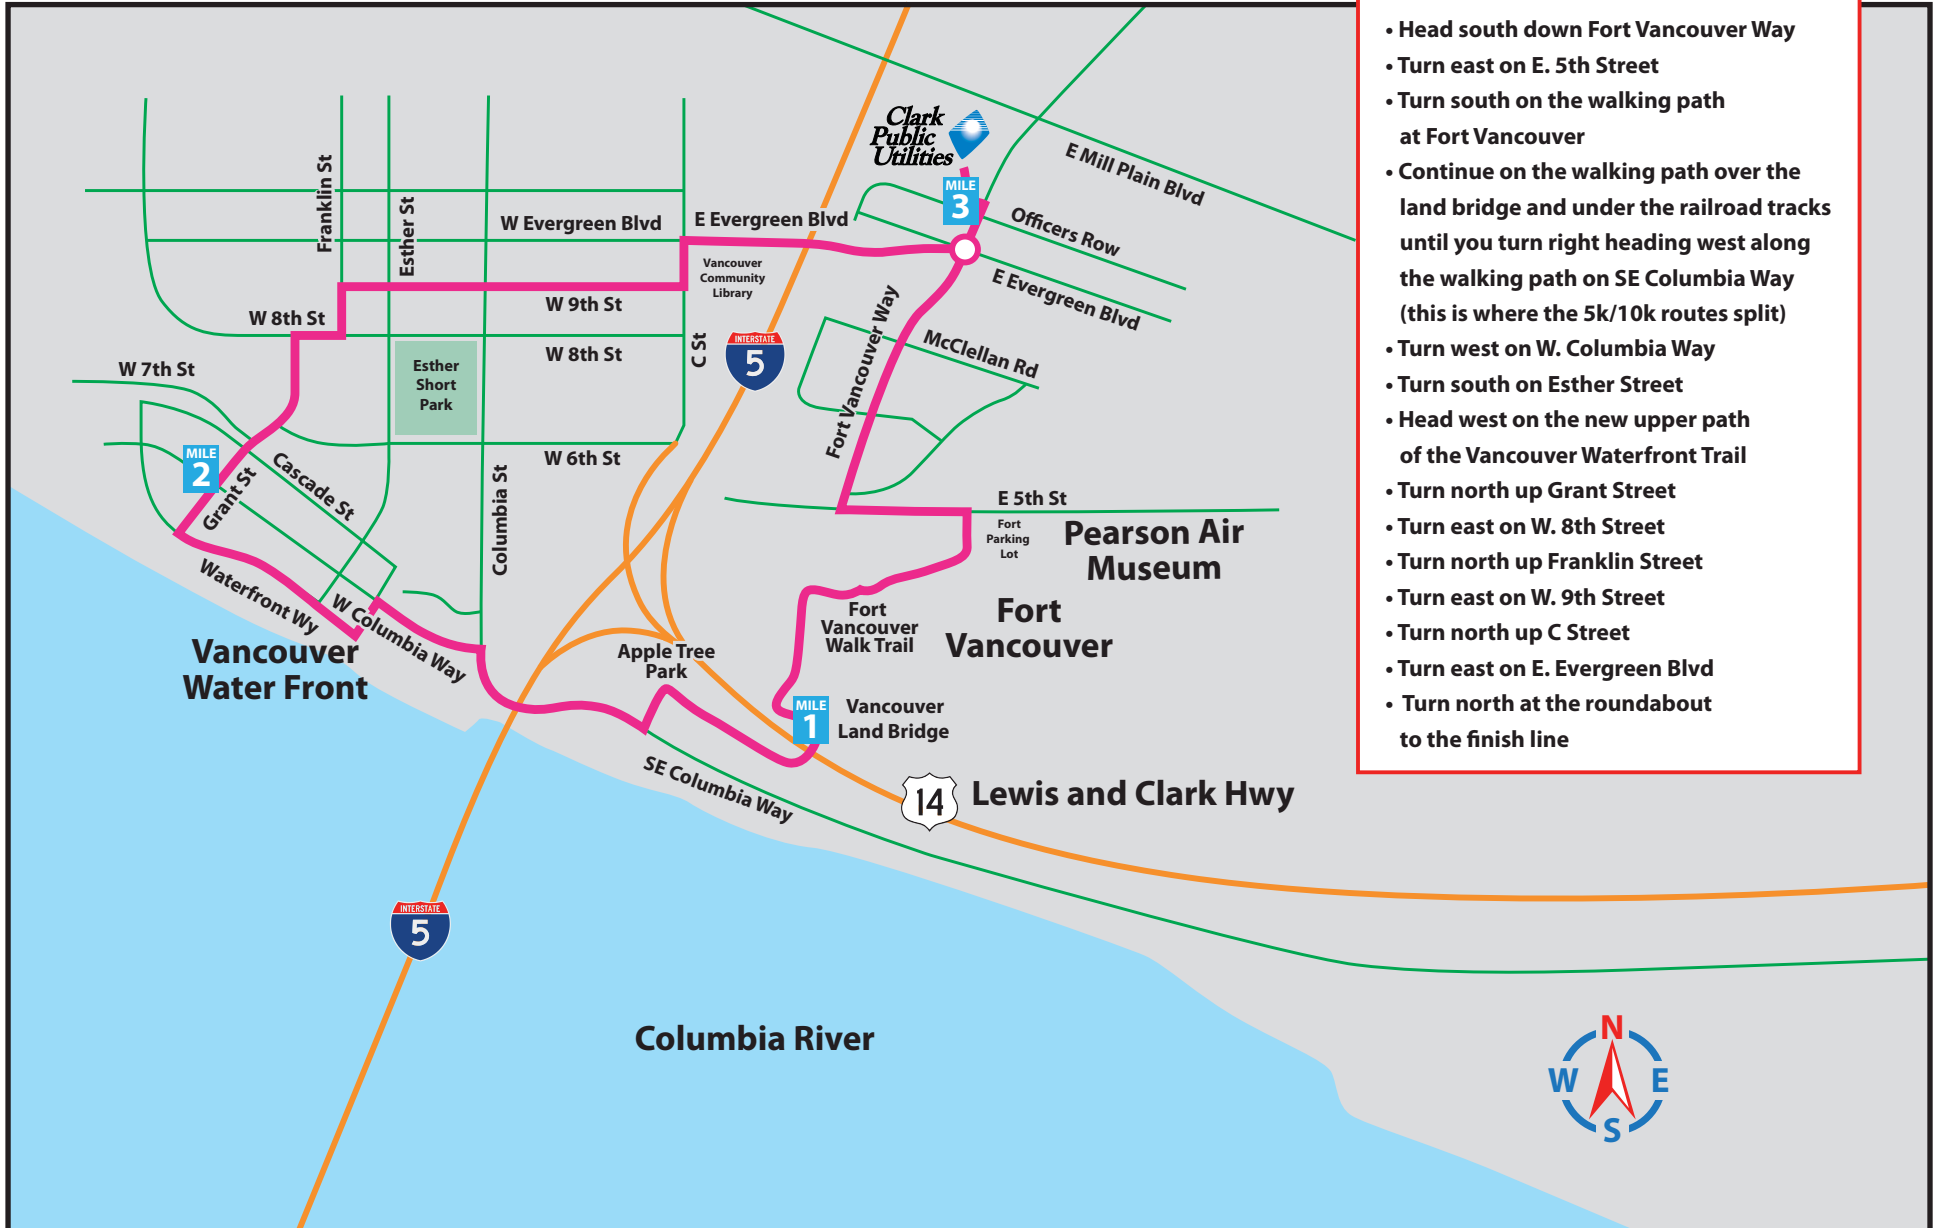 • Head south down Fort Vancouver Way
• Turn east on E. 5th Street
• Turn south on the walking path
at Fort Vancouver
• Continue on the walking path over the
land bridge and under the railroad tracks
until you turn right heading west along
the walking path on SE Columbia Way
(this is where the 5k/10k routes split)
• Turn west on W. Columbia Way
• Turn south on Esther Street
• Head west on the new upper path
of the Vancouver Waterfront Trail
• Turn north up Grant Street
• Turn east on W. 8th Street
• Turn north up Franklin Street
• Turn east on W. 9th Street
• Turn north up C Street
• Turn east on E. Evergreen Blvd
• Turn north at the roundabout
to the finish line
Clark
Public
Utilities
MILE
3
E Mill Plain Blvd
Officers Row
E Evergreen Blvd
Franklin St
Esther St
W Evergreen Blvd
E Evergreen Blvd
Vancouver
Community
Library
W 9th St
W 8th St
W 8th St
C St
INTERSTATE
5
Fort Vancouver Way
McClellan Rd
W 7th St
Esther
Short
Park
W 6th St
MILE
2
Grant St
Cascade St
Columbia St
E 5th St
Fort
Parking
Lot
Pearson Air
Museum
Waterfront Wy
W Columbia Way
Fort
Vancouver
Walk Trail
Fort
Vancouver
Vancouver
Water Front
Apple Tree
Park
MILE
1
Vancouver
Land Bridge
SE Columbia Way
14
Lewis and Clark Hwy
INTERSTATE
5
Columbia River
N
W
E
S